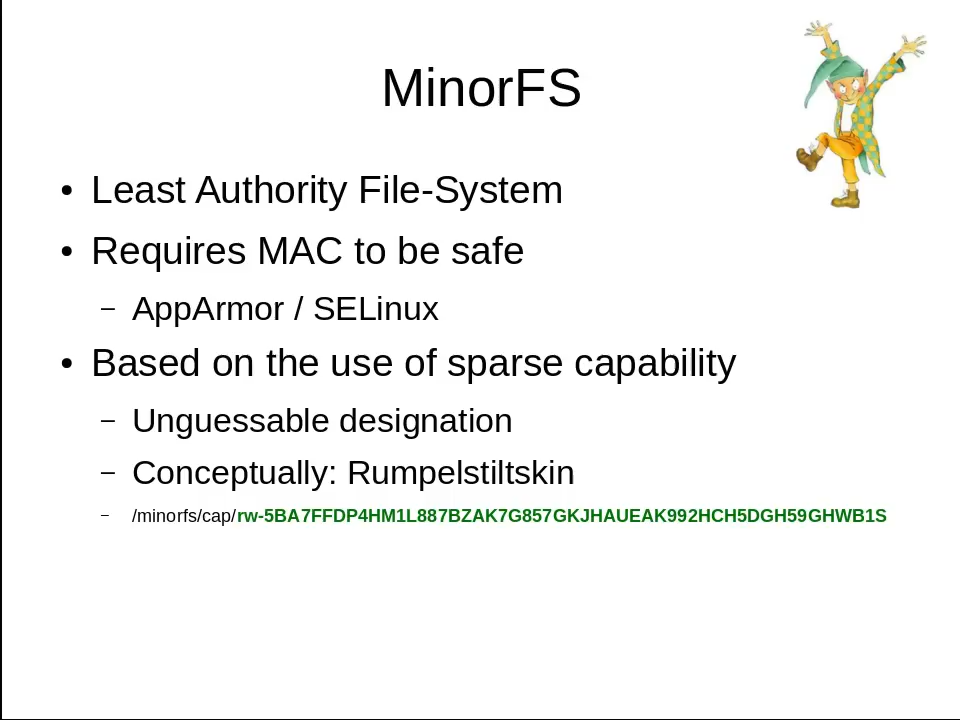 MinorFS
• Least Authority File-System
• Requires MAC to be safe
– AppArmor / SELinux
• Based on the use of sparse capability
– Unguessable designation
– Conceptually: Rumpelstiltskin
– /minorfs/cap/rw-5BA7FFDP4HM1L887BZAK7G857GKJHAUEAK992HCH5DGH59GHWB1S